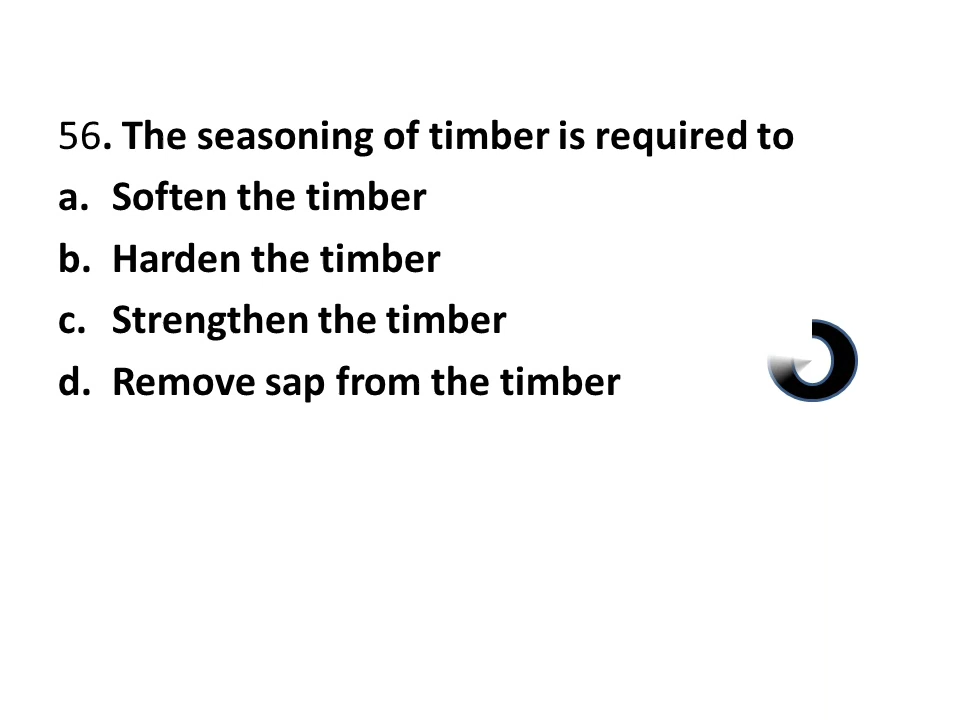 56. The seasoning of timber is required to
a. Soften the timber
b. Harden the timber
c. Strengthen the timber
d. Remove sap from the timber